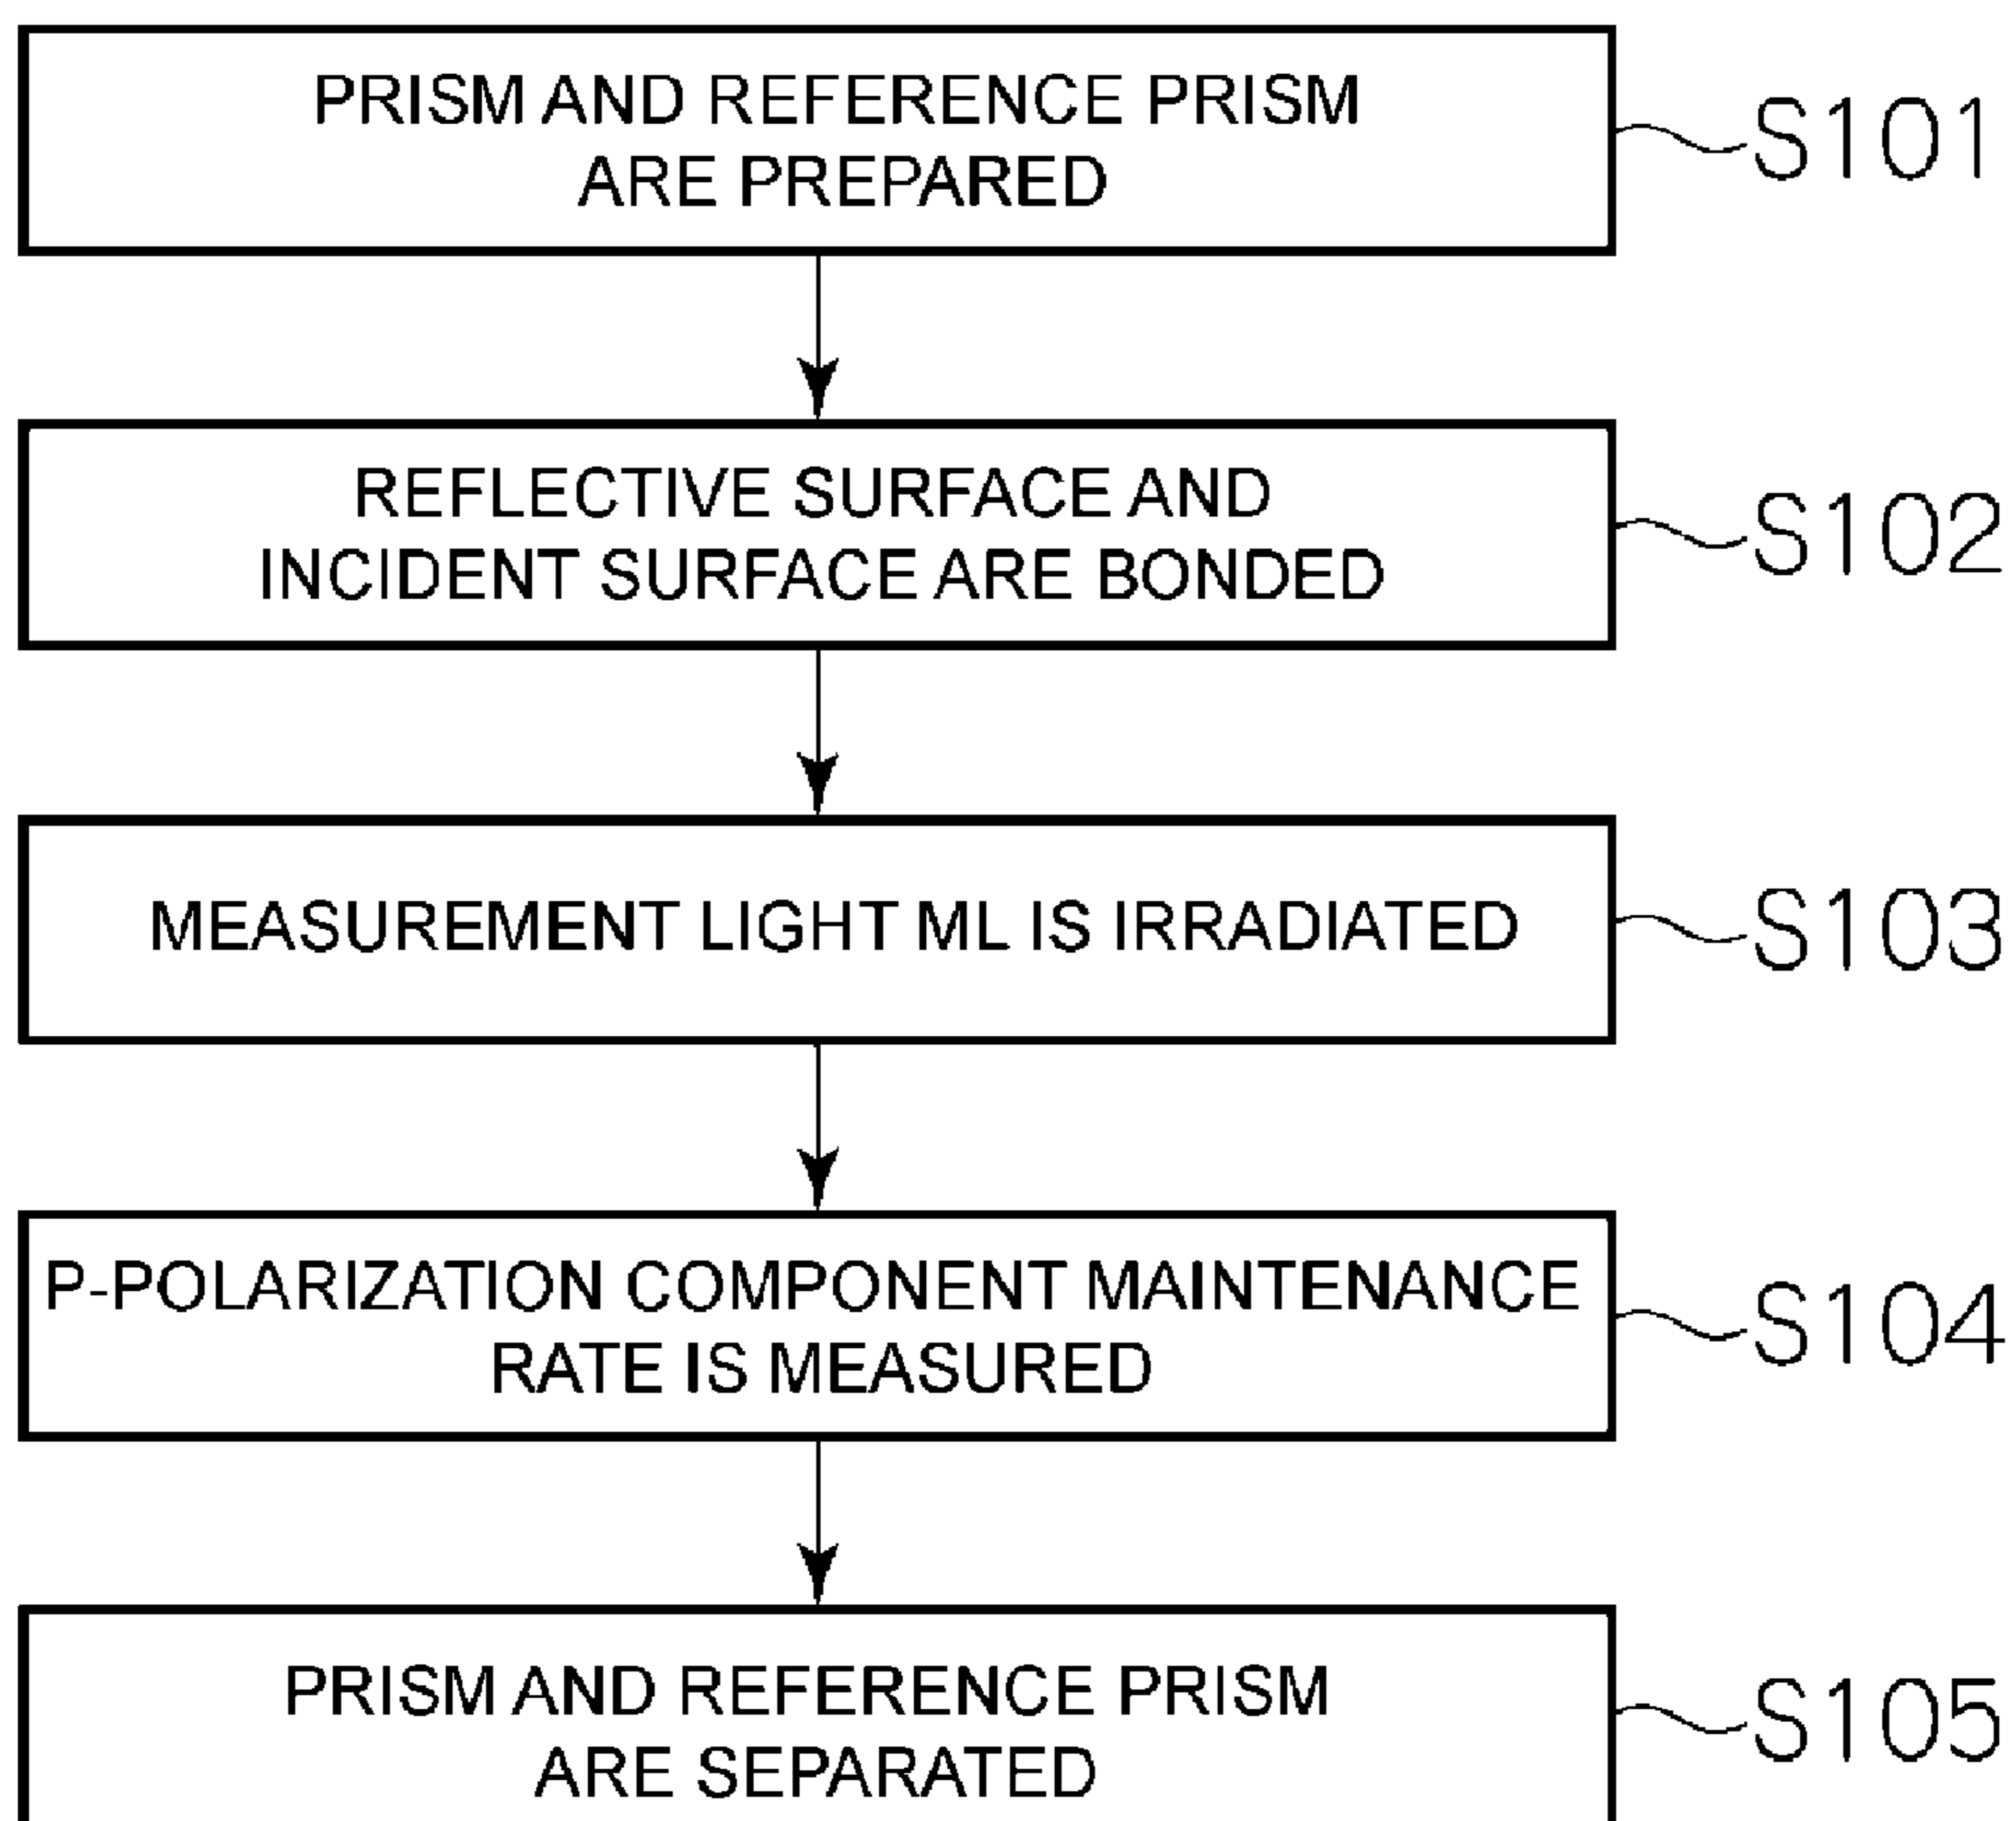 PRISM AND REFERENCE PRISM
ARE PREPARED
S101
REFLECTIVE SURFACE AND
INCIDENT SURFACE ARE BONDED
S102
MEASUREMENT LIGHT ML IS IRRADIATED
S103
P-POLARIZATION COMPONENT MAINTENANCE
RATE IS MEASURED
S104
PRISM AND REFERENCE PRISM
ARE SEPARATED
S105